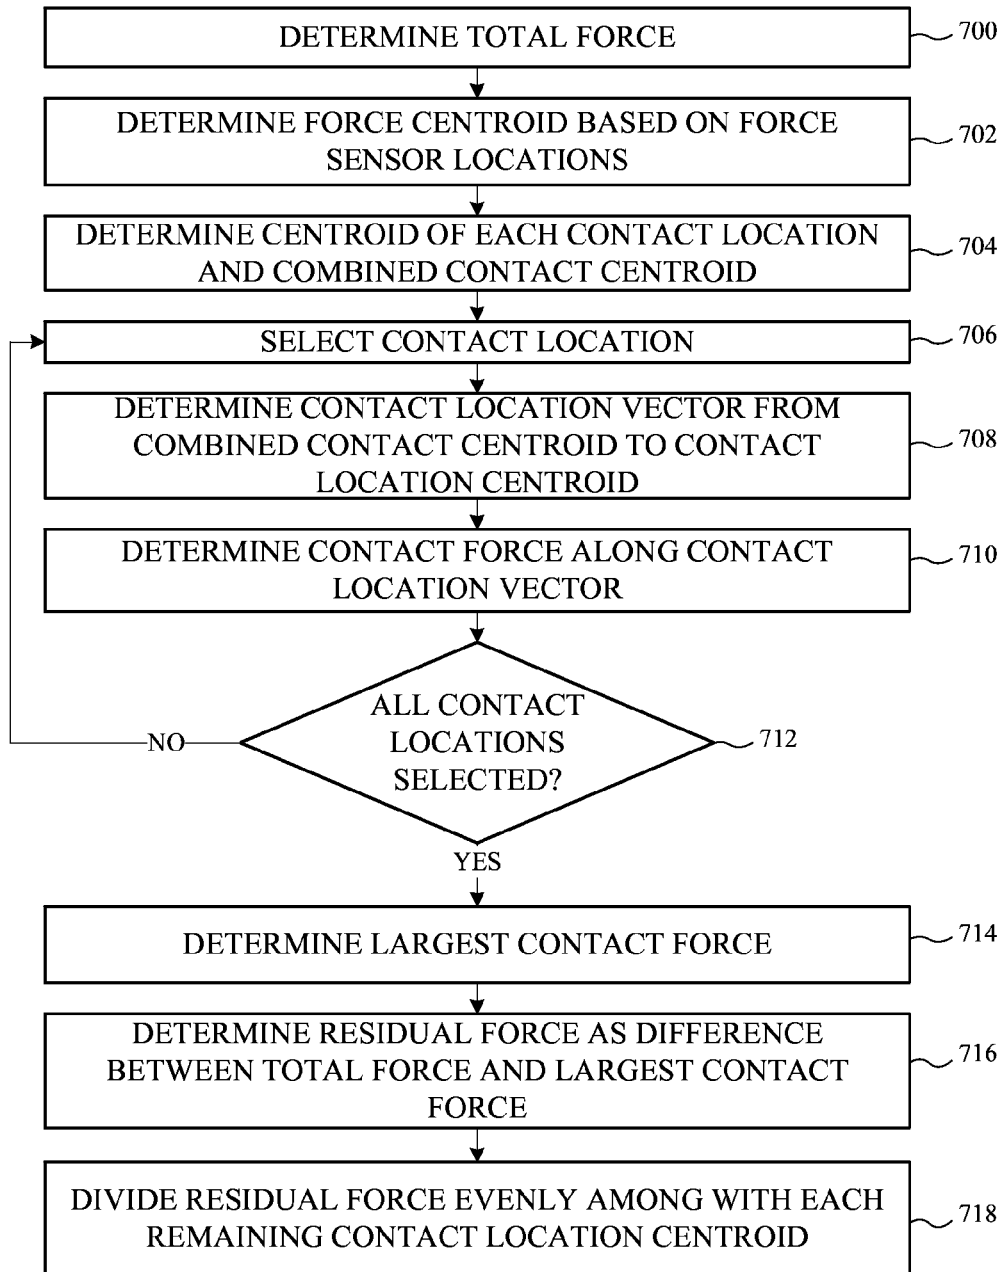 DETERMINE TOTAL FORCE
700
DETERMINE FORCE CENTROID BASED ON FORCE
SENSOR LOCATIONS
702
DETERMINE CENTROID OF EACH CONTACT LOCATION
AND COMBINED CONTACT CENTROID
704
SELECT CONTACT LOCATION
706
DETERMINE CONTACT LOCATION VECTOR FROM
COMBINED CONTACT CENTROID TO CONTACT
LOCATION CENTROID
708
DETERMINE CONTACT FORCE ALONG CONTACT
LOCATION VECTOR
710
ALL CONTACT
LOCATIONS
SELECTED?
712
NO
YES
DETERMINE LARGEST CONTACT FORCE
714
DETERMINE RESIDUAL FORCE AS DIFFERENCE
BETWEEN TOTAL FORCE AND LARGEST CONTACT
FORCE
716
DIVIDE RESIDUAL FORCE EVENLY AMONG WITH EACH
REMAINING CONTACT LOCATION CENTROID
718